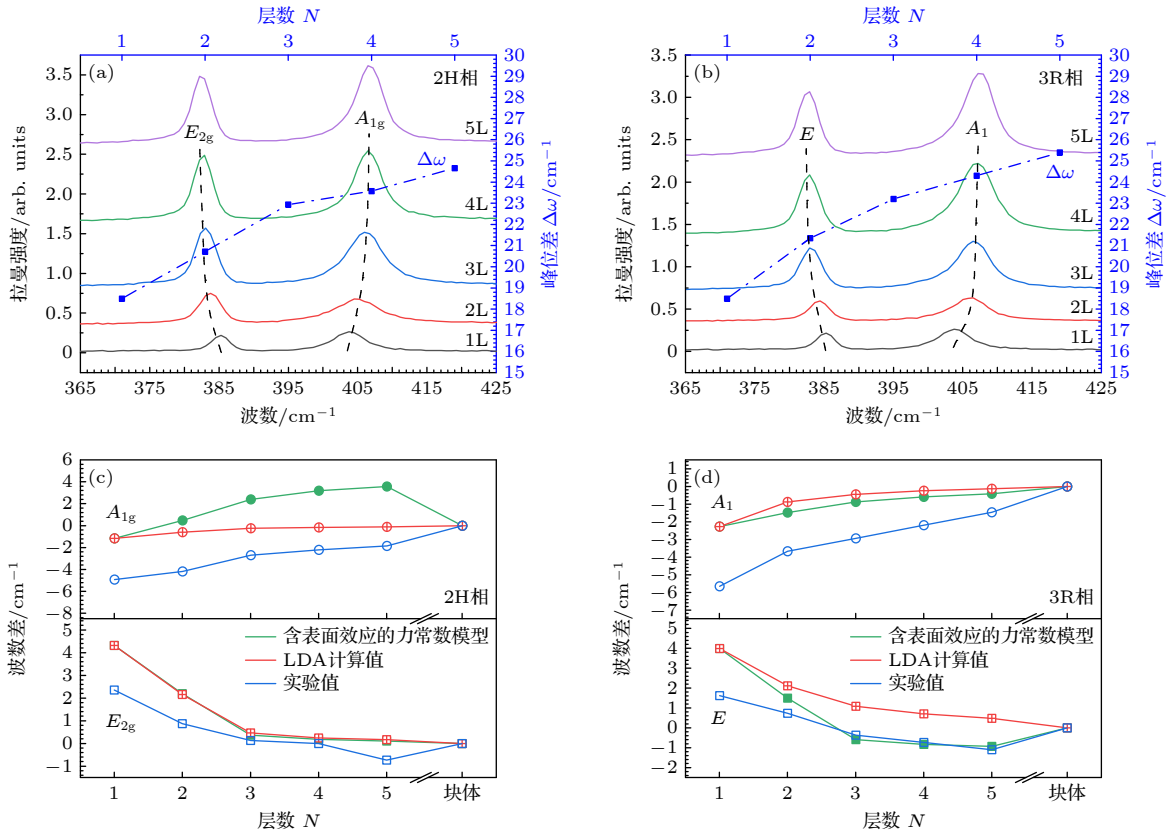 层数 N
1 2 3 4 5
(a)
2H相
E2g
A1g
Δω
5L
4L
3L
2L
1L
3.5
3.0
2.5
2.0
1.5
1.0
0.5
0
拉曼强度/arb. units
30
29
28
27
26
25
24
23
22
21
20
19
18
17
16
15
峰位差 Δω/cm−1
365 375 385 395 405 415 425
波数/cm−1
层数 N
1 2 3 4 5
(b)
3R相
E
A1
Δω
5L
4L
3L
2L
1L
3.5
3.0
2.5
2.0
1.5
1.0
0.5
0
拉曼强度/arb. units
30
29
28
27
26
25
24
23
22
21
20
19
18
17
16
15
峰位差 Δω/cm−1
365 375 385 395 405 415 425
波数/cm−1
(c)
A1g
2H相
6
4
2
0
−2
−4
−6
−8
波数差/cm−1
含表面效应的力常数模型
LDA计算值
实验值
E2g
5
4
3
2
1
0
−1
1 2 3 4 5 块体
层数 N
(d)
A1
3R相
1
0
−1
−2
−3
−4
−5
−6
−7
波数差/cm−1
含表面效应的力常数模型
LDA计算值
实验值
E
5
4
3
2
1
0
−1
−2
1 2 3 4 5 块体
层数 N